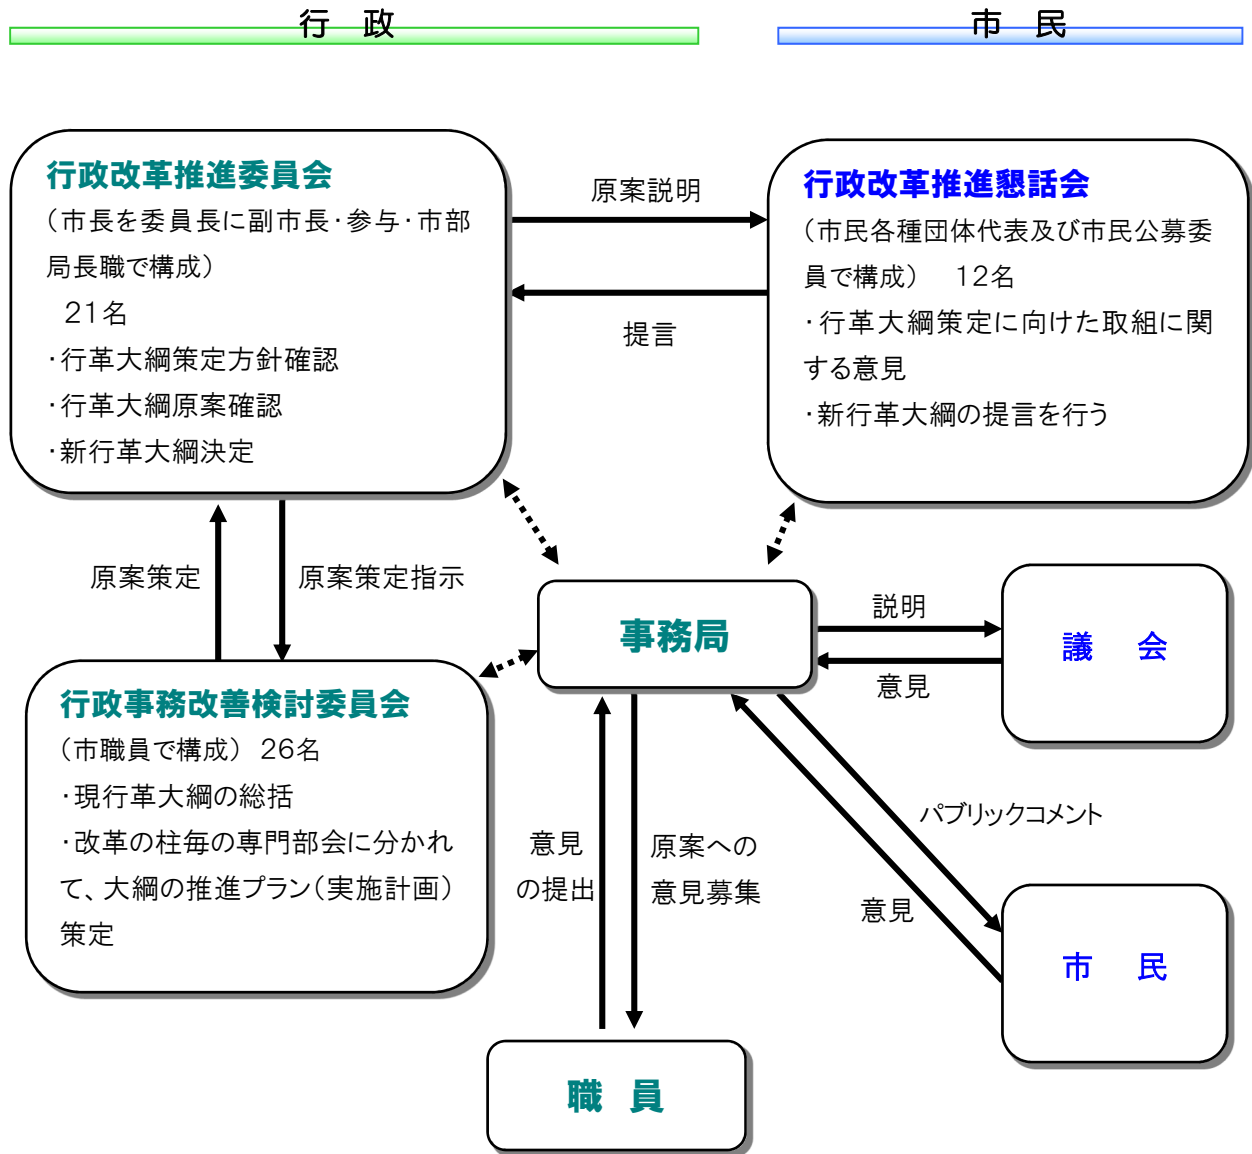 行　政
市　民
行政改革推進委員会
（市長を委員長に副市長・参与・市部
局長職で構成）
21名
・行革大綱策定方針確認
・行革大綱原案確認
・新行革大綱決定
原案説明
提言
行政改革推進懇話会
（市民各種団体代表及び市民公募委
員で構成）　12名
・行革大綱策定に向けた取組に関
する意見
・新行革大綱の提言を行う
原案策定
原案策定指示
事務局
説明
意見
議　会
行政事務改善検討委員会
（市職員で構成）　26名
・現行革大綱の総括
・改革の柱毎の専門部会に分かれ
て、大綱の推進プラン（実施計画）
策定
意見
の提出
原案への
意見募集
パブリックコメント
意見
市　民
職　員